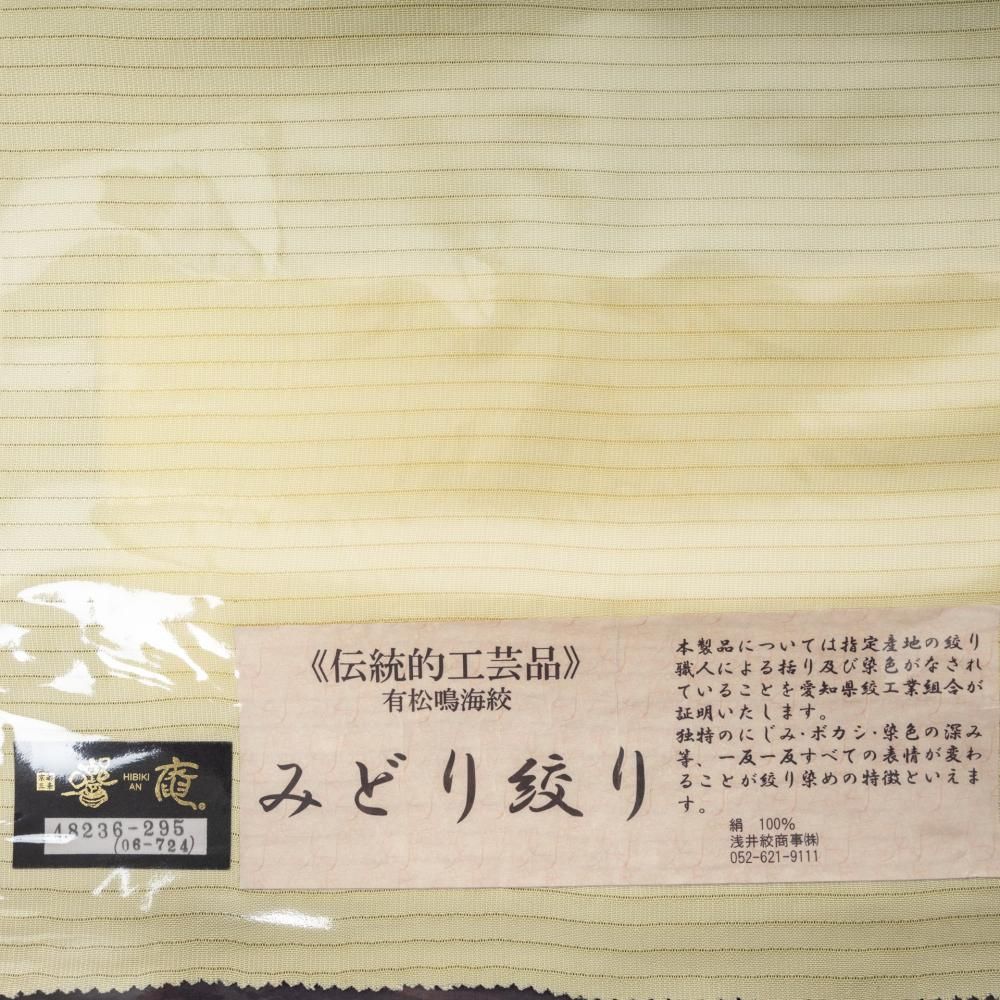 《伝統的工芸品》
有松鳴海絞
みどり絞り
本製品については指定産地の絞り
職人による括り及び染色がなされ
ていることを愛知県絞工業組合が
証明いたします。
独特のにじみ・ボカシ・染色の深み
等、一反一反すべての表情が変わ
ることが絞り染めの特徴といえま
す。
絹 100%
浅井絞商事㈱
052-621-9111
HIBIKI
AN
48236-295
(06-724)